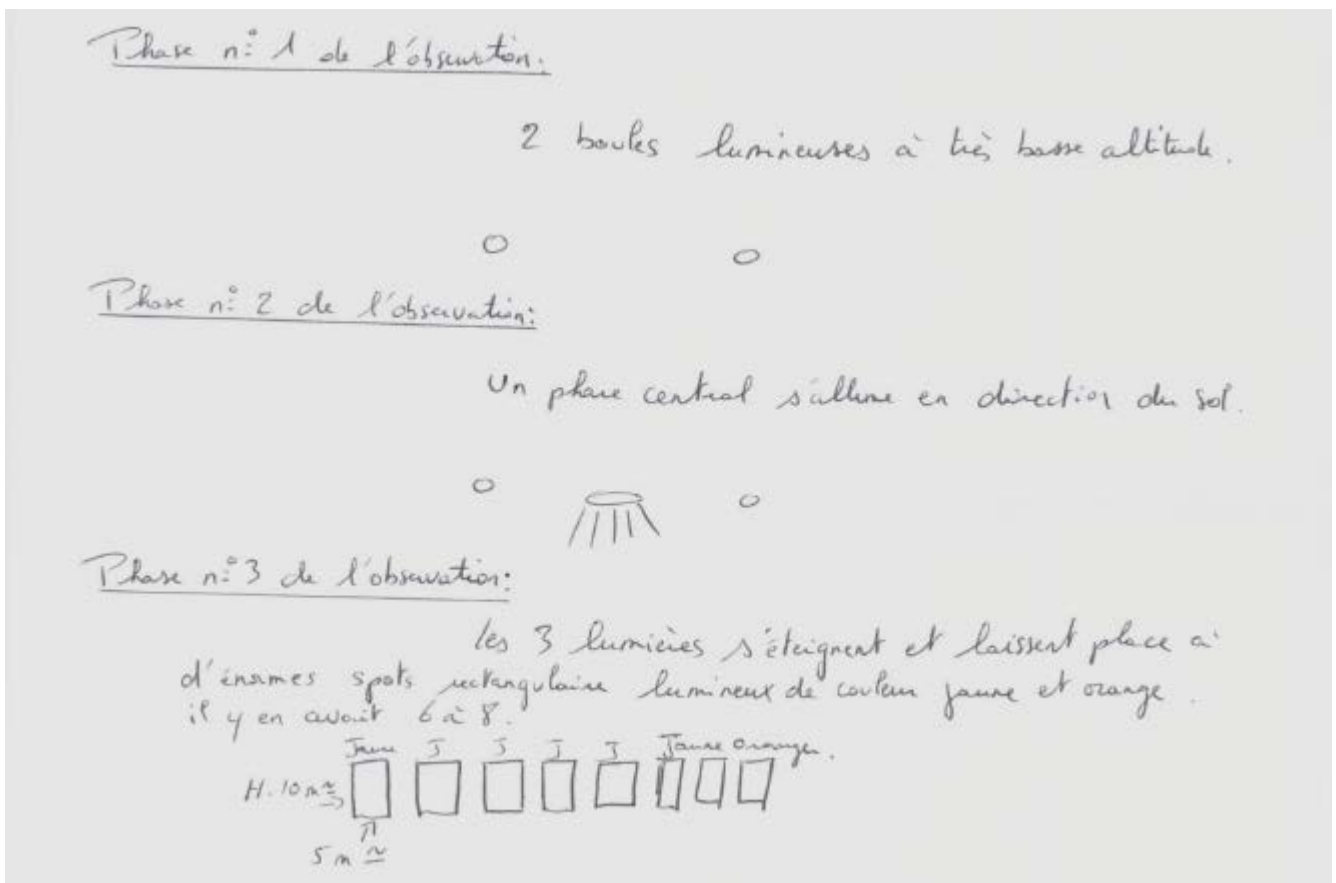 Phase n° 1 de l'observation:
2 boules lumineuses à très basse altitude.
Phase n° 2 de l'observation:
Un phare central s'allume en direction du sol.
Phase n° 3 de l'observation:
les 3 lumières s'éteignent et laissent place à
d'énormes spots rectangulaire lumineux de couleur jaune et orange.
il y en avait 6 à 8.
Jaune J J J J Jaune Oranger.
H. 10 m ≃
5 m ≃